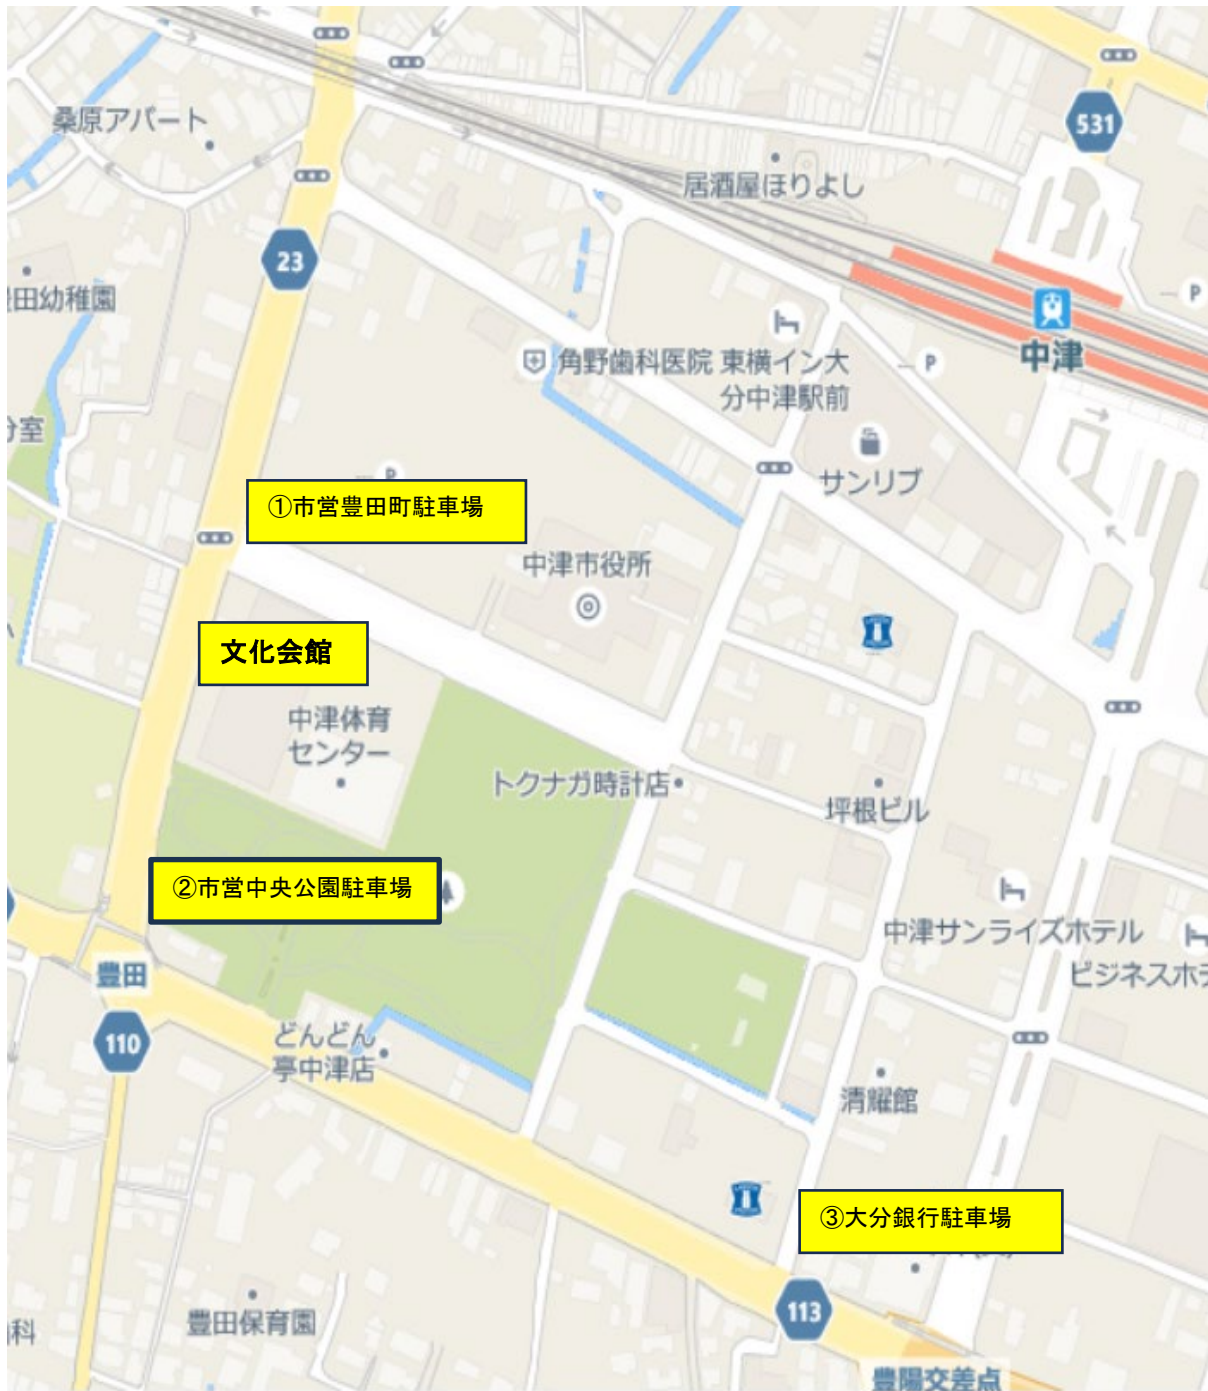 桑原アパート
531
居酒屋ほりよし
23
田幼稚園
P
中津
角野歯科医院
東横イン大
分中津駅前
P
分室
サンリブ
P
①市営豊田町駐車場
中津市役所
文化会館
中津体育
センター
トクナガ時計店
坪根ビル
②市営中央公園駐車場
中津サンライズホテル
ビジネスホテ
豊田
110
どんどん
亭中津店
清耀館
③大分銀行駐車場
113
豊田保育園
科
豊陽交差点